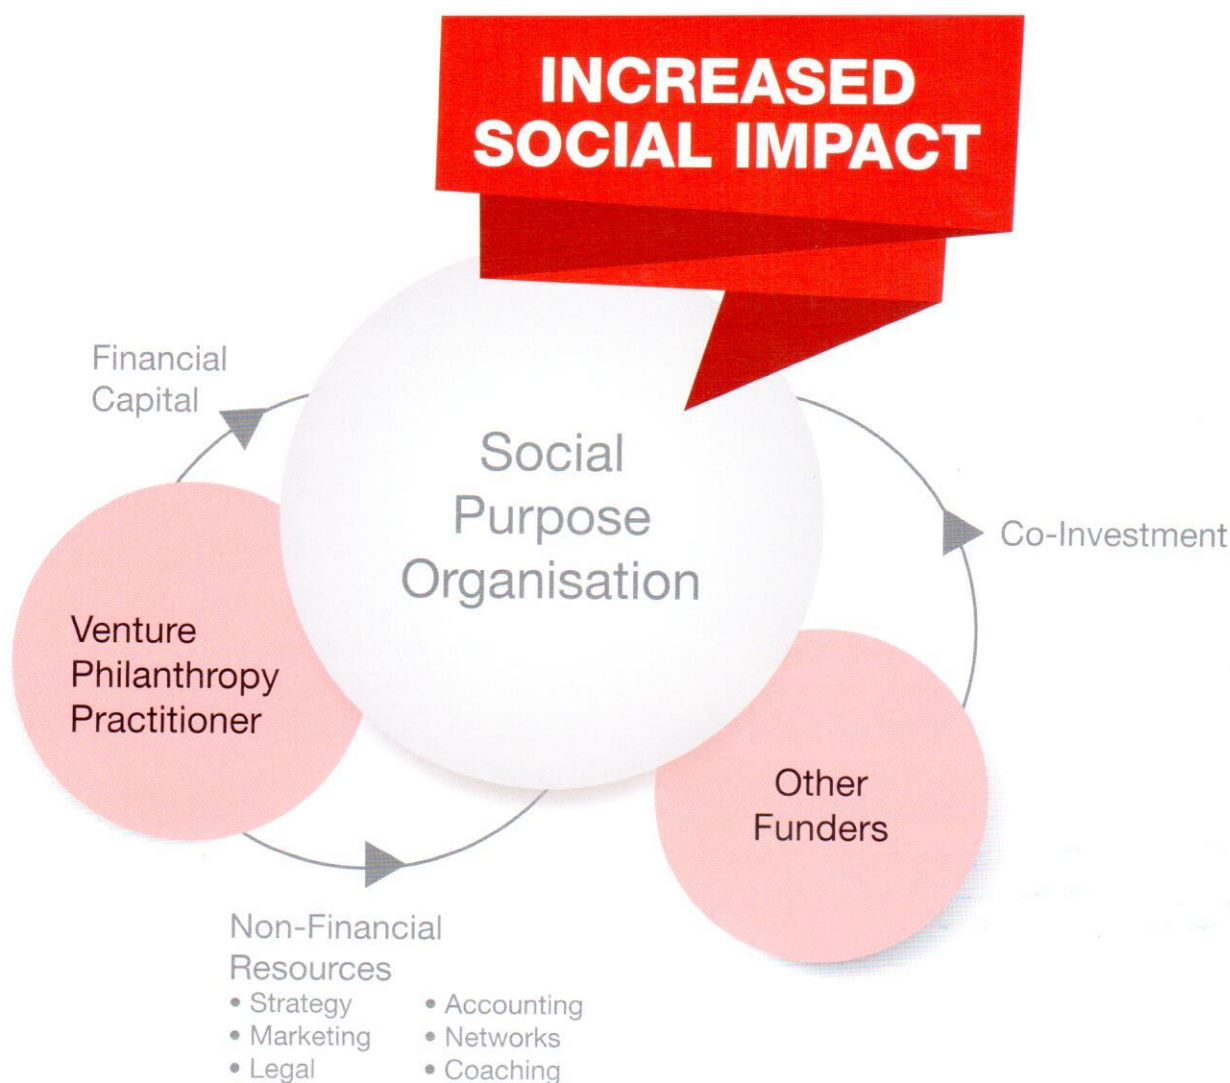 INCREASED
SOCIAL IMPACT
Financial
Capital
Social
Purpose
Organisation
Co-Investment
Venture
Philanthropy
Practitioner
Other
Funders
Non-Financial
Resources
• Strategy
• Marketing
• Legal
• Accounting
• Networks
• Coaching